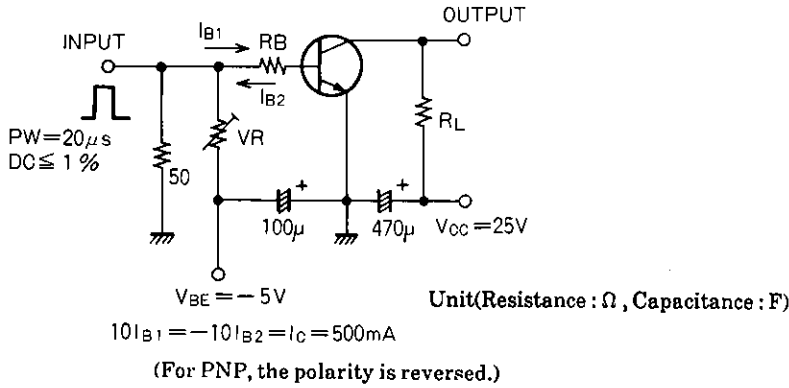 OUTPUT
INPUT
IB1
RB
IB2
RL
VR
PW=20μs
DC≦1%
50
+
+
100μ
470μ
VCC=25V
VBE=−5V
Unit(Resistance : Ω, Capacitance : F)
10IB1=−10IB2=IC=500mA
(For PNP, the polarity is reversed.)